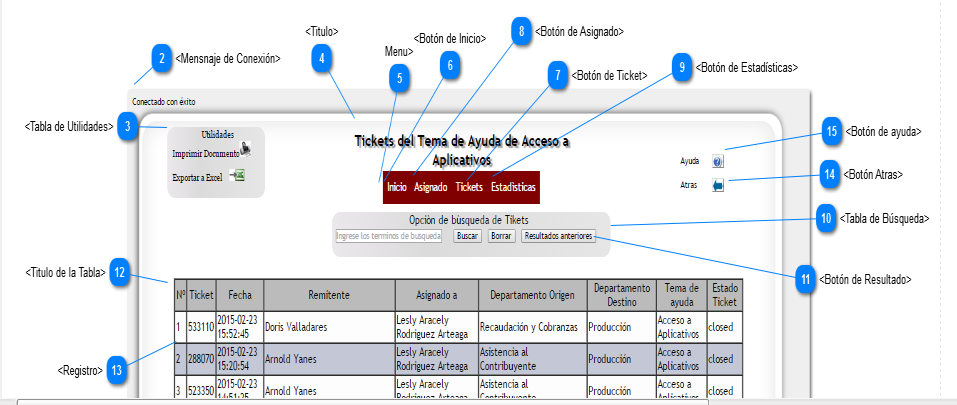 8 <Botón de Asignado>
<Titulo>
<Botón de Inicio>
2 <Mensnaje de Conexión>
4
Menu>
6
9 <Botón de Estadísticas>
5
7 <Botón de Ticket>
Conectado con éxito
<Tabla de Utilidades> 3
Utilidades
Imprimir Documento
Exportar a Excel
Tickets del Tema de Ayuda de Acceso a
Aplicativos
Inicio Asignado Tickets Estadisticas
15 <Botón de ayuda>
Ayuda
14 <Botón Atras>
Atras
Opciòn de bùsqueda de Tikets
Ingrese los terminos de busqueda Buscar Borrar Resultados anteriores
10 <Tabla de Búsqueda>
<Titulo de la Tabla> 12
11 <Botón de Resultado>
Nº Ticket Fecha Remitente Asignado a Departamento Origen Departamento Destino Tema de ayuda Estado Ticket
1 533110 2015-02-23 15:52:45 Doris Valladares Lesly Aracely Rodriguez Arteaga Recaudación y Cobranzas Producción Acceso a Aplicativos closed
2 288070 2015-02-23 15:20:54 Arnold Yanes Lesly Aracely Rodriguez Arteaga Asistencia al Contribuyente Producción Acceso a Aplicativos closed
<Registro> 13
3 523350 2015-02-23 14:51:25 Arnold Yanes Lesly Aracely Rodriguez Arteaga Asistencia al Contribuyente Producción Acceso a Aplicativos closed